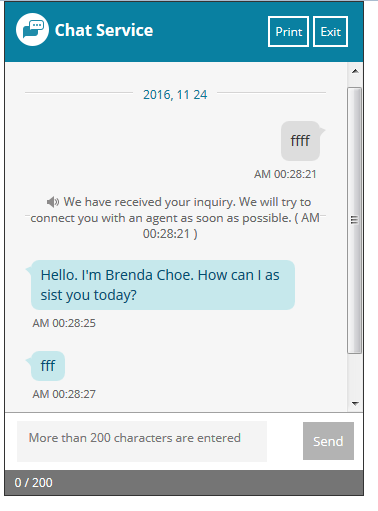 Chat Service
Print
Exit
2016, 11 24
ffff
AM 00:28:21
We have received your inquiry. We will try to
connect you with an agent as soon as possible. ( AM
00:28:21 )
Hello. I'm Brenda Choe. How can I as
sist you today?
AM 00:28:25
fff
AM 00:28:27
More than 200 characters are entered
Send
0 / 200